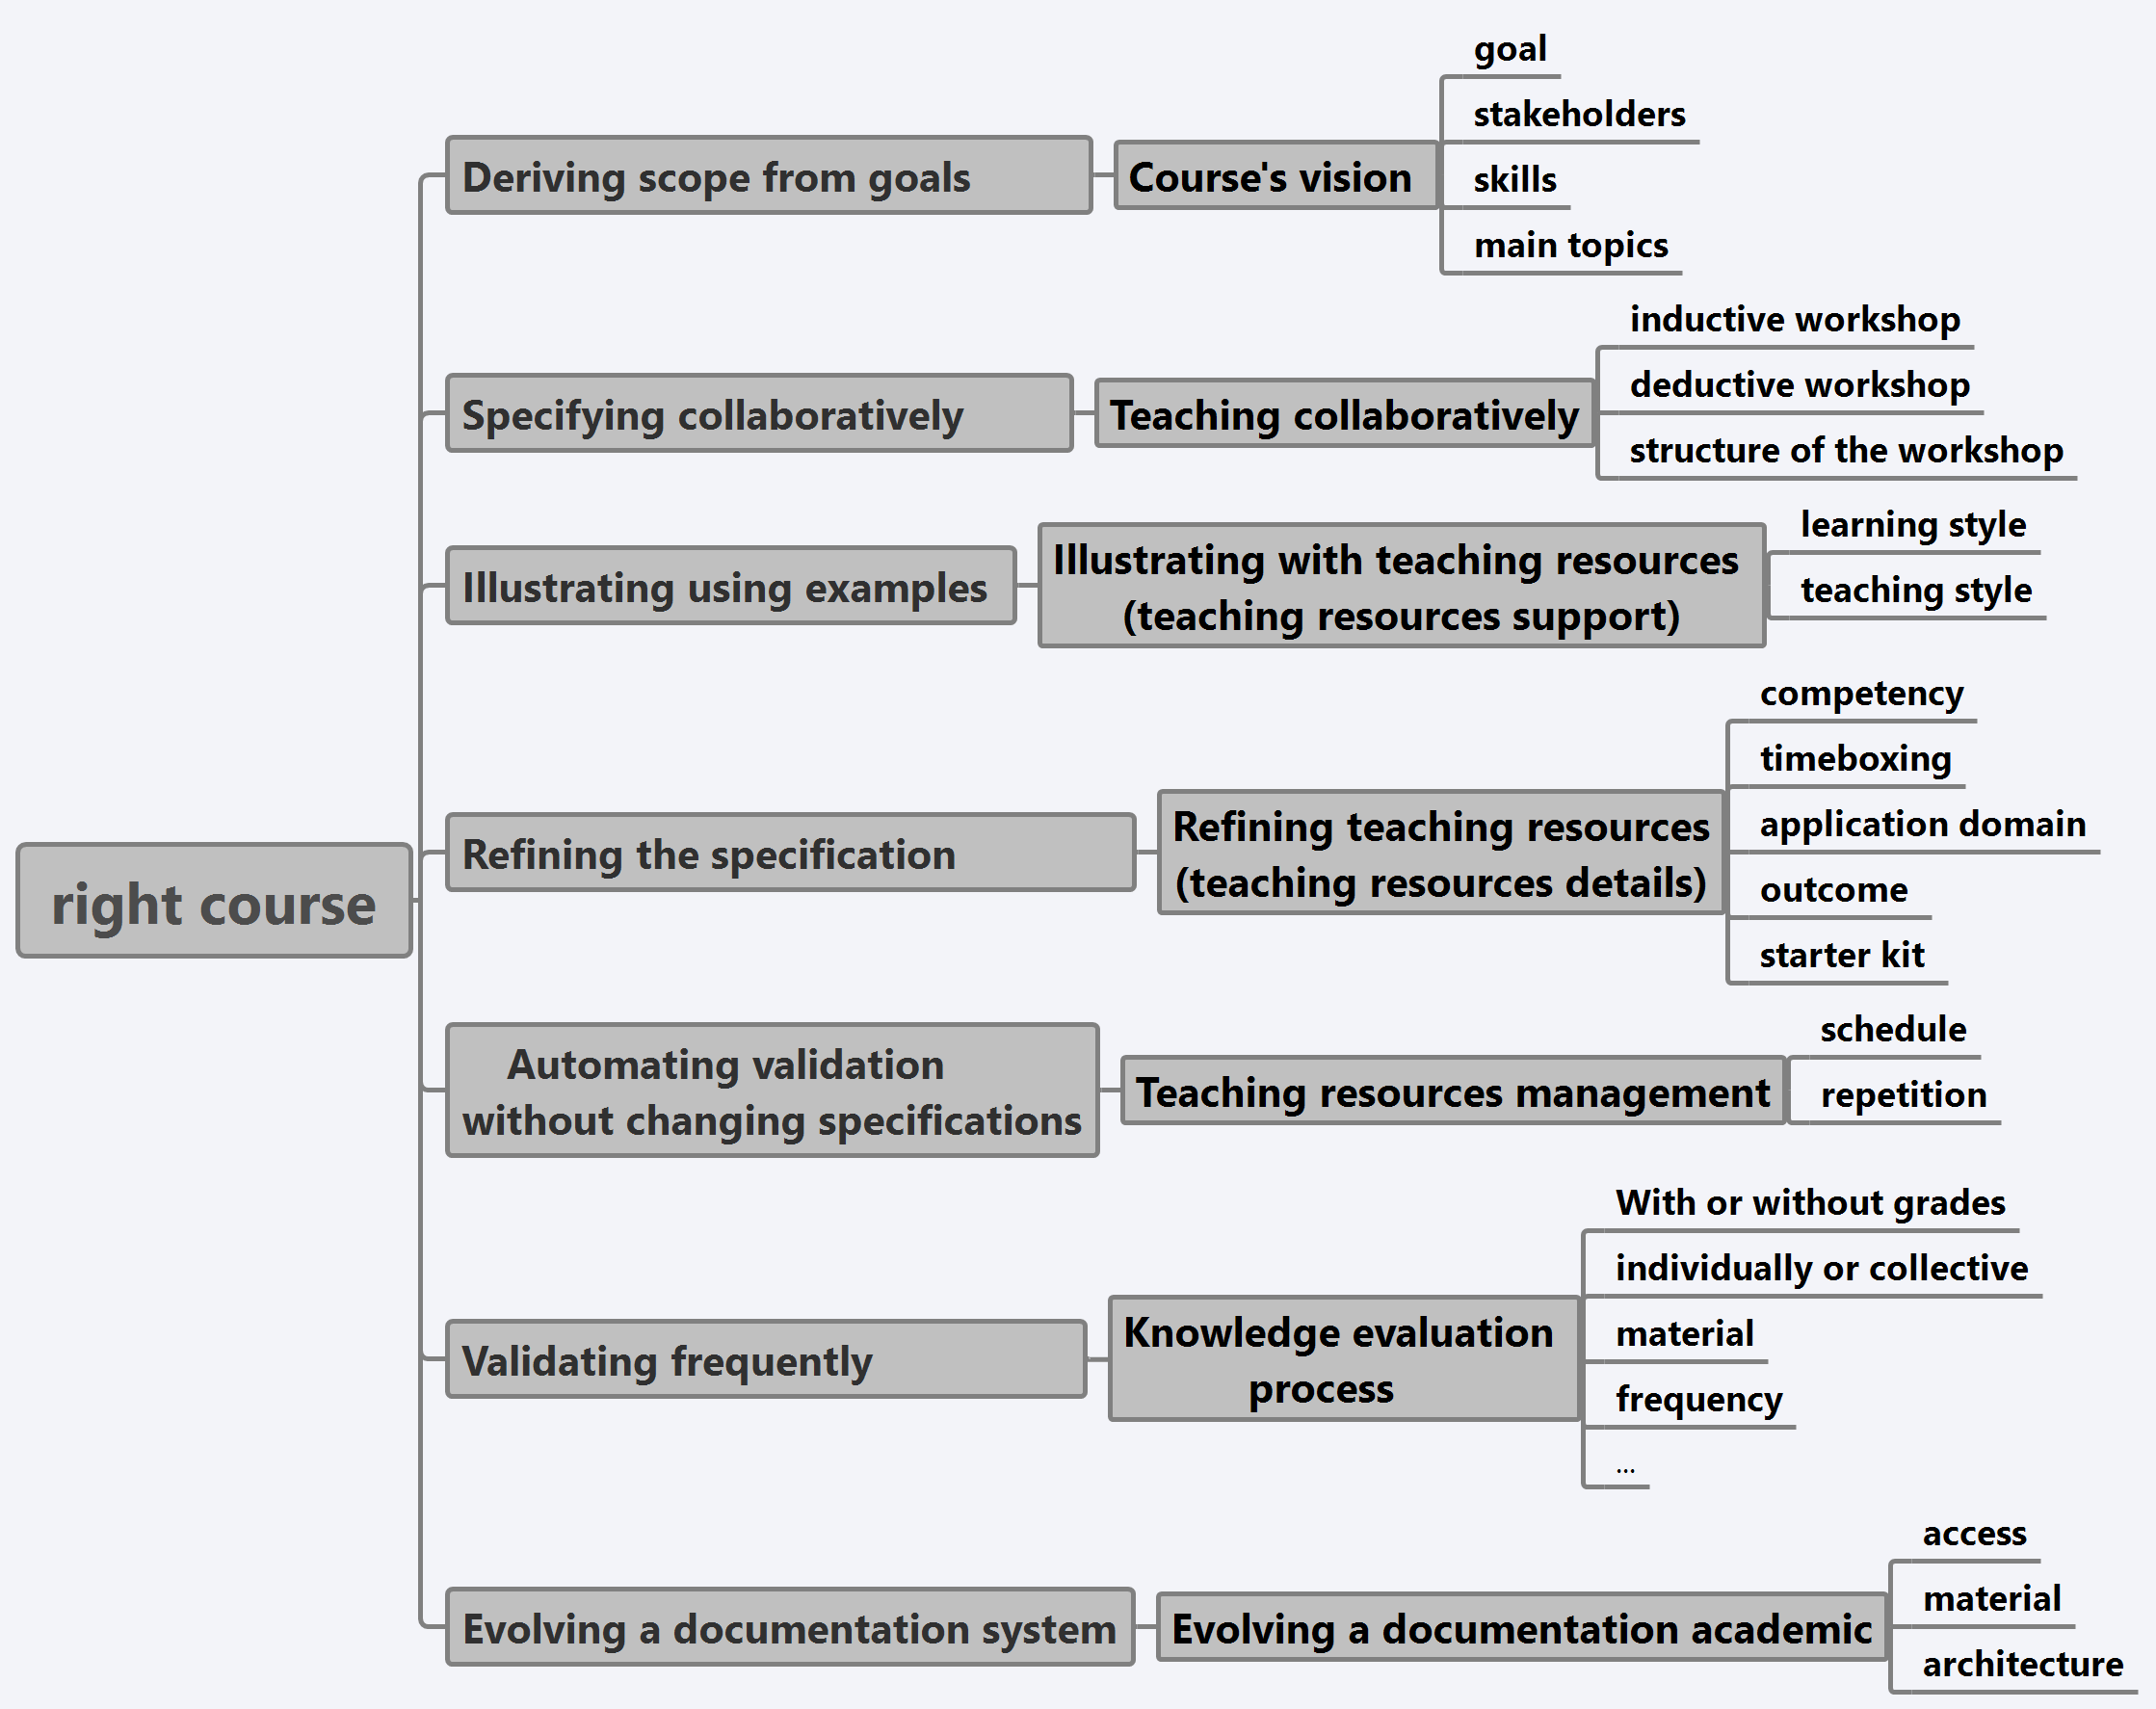 right course
Deriving scope from goals
Course's vision
goal
stakeholders
skills
main topics
Specifying collaboratively
Teaching collaboratively
inductive workshop
deductive workshop
structure of the workshop
Illustrating using examples
Illustrating with teaching resources
(teaching resources support)
learning style
teaching style
Refining the specification
Refining teaching resources
(teaching resources details)
competency
timeboxing
application domain
outcome
starter kit
Automating validation
without changing specifications
Teaching resources management
schedule
repetition
Validating frequently
Knowledge evaluation
process
With or without grades
individually or collective
material
frequency
...
Evolving a documentation system
Evolving a documentation academic
access
material
architecture